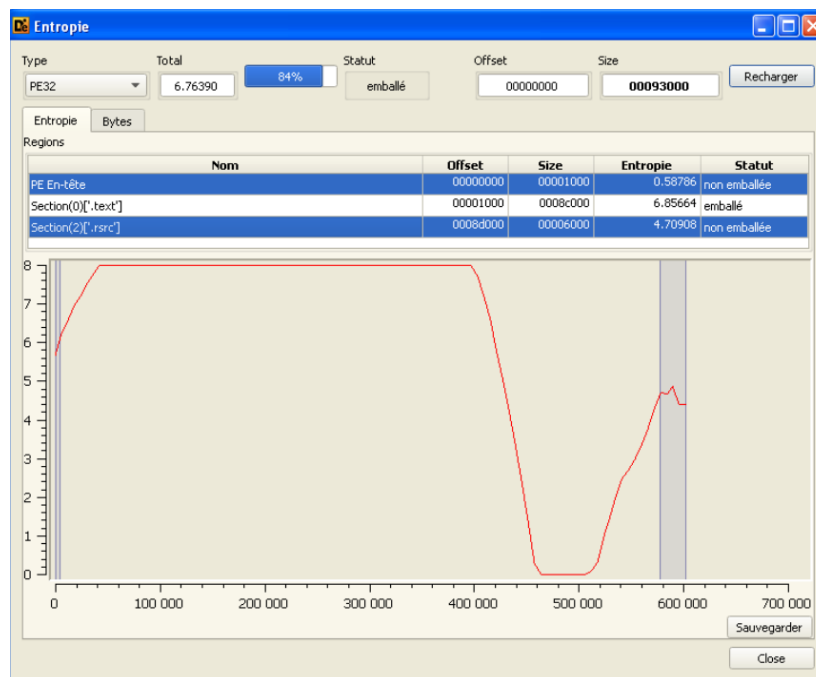 Entropie
Type Total Statut Offset Size
PE32 6.76390 84% emballé 00000000 00093000 Recharger
Entropie Bytes
Regions
Nom Offset Size Entropie Statut
PE En-tête 00000000 00001000 0.58786 non emballée
Section(0)['.text'] 00001000 0008c000 6.85664 emballé
Section(2)['.rsrc'] 0008d000 00006000 4.70908 non emballée
8
7
6
5
4
3
2
1
0
0 100 000 200 000 300 000 400 000 500 000 600 000 700 000
Sauvegarder
Close